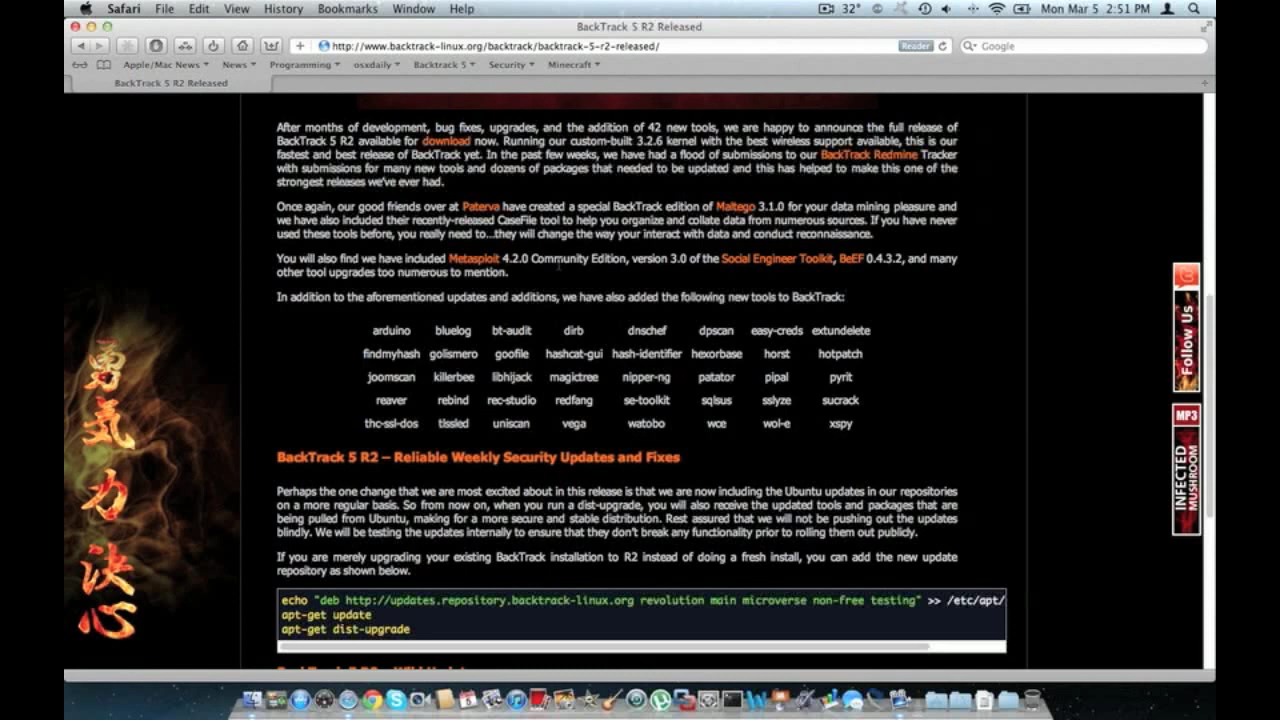 Safari File Edit View History Bookmarks Window Help 32° Mon Mar 5 2:51 PM
BackTrack 5 R2 Released
http://www.backtrack-linux.org/backtrack/backtrack-5-r2-released/ Reader Google
Apple/Mac News News Programming osxdaily Backtrack 5 Security Minecraft
BackTrack 5 R2 Released
After months of development, bug fixes, upgrades, and the addition of 42 new tools, we are happy to announce the full release of
BackTrack 5 R2 available for download now. Running our custom-built 3.2.6 kernel with the best wireless support available, this is our
fastest and best release of BackTrack yet. In the past few weeks, we have had a flood of submissions to our BackTrack Redmine Tracker
with submissions for many new tools and dozens of packages that needed to be updated and this has helped to make this one of the
strongest releases we've ever had.
Once again, our good friends over at Paterva have created a special BackTrack edition of Maltego 3.1.0 for your data mining pleasure and
we have also included their recently-released CaseFile tool to help you organize and collate data from numerous sources. If you have never
used these tools before, you really need to...they will change the way your interact with data and conduct reconnaissance.
You will also find we have included Metasploit 4.2.0 Community Edition, version 3.0 of the Social Engineer Toolkit, BeEF 0.4.3.2, and many
other tool upgrades too numerous to mention.
In addition to the aforementioned updates and additions, we have also added the following new tools to BackTrack:
arduino bluelog bt-audit dirb dnschef dpscan easy-creds extundelete
findmyhash golismero goofile hashcat-gui hash-identifier hexorbase horst hotpatch
joomscan killerbee libhijack magictree nipper-ng patator pipal pyrit
reaver rebind rec-studio redfang se-toolkit sqlsus sslyze sucrack
thc-ssl-dos tlssled uniscan vega watobo wce wol-e xspy
BackTrack 5 R2 – Reliable Weekly Security Updates and Fixes
Perhaps the one change that we are most excited about in this release is that we are now including the Ubuntu updates in our repositories
on a more regular basis. So from now on, when you run a dist-upgrade, you will also receive the updated tools and packages that are
being pulled from Ubuntu, making for a more secure and stable distribution. Rest assured that we will not be pushing out the updates
blindly. We will be testing the updates internally to ensure that they don't break any functionality prior to rolling them out publicly.
If you are merely upgrading your existing BackTrack installation to R2 instead of doing a fresh install, you can add the new update
repository as shown below.
echo "deb http://updates.repository.backtrack-linux.org revolution main microverse non-free testing" >> /etc/apt/
apt-get update
apt-get dist-upgrade
勇
気
力
決
心
Follow Us
MP3
INFECTED
MUSHROOM